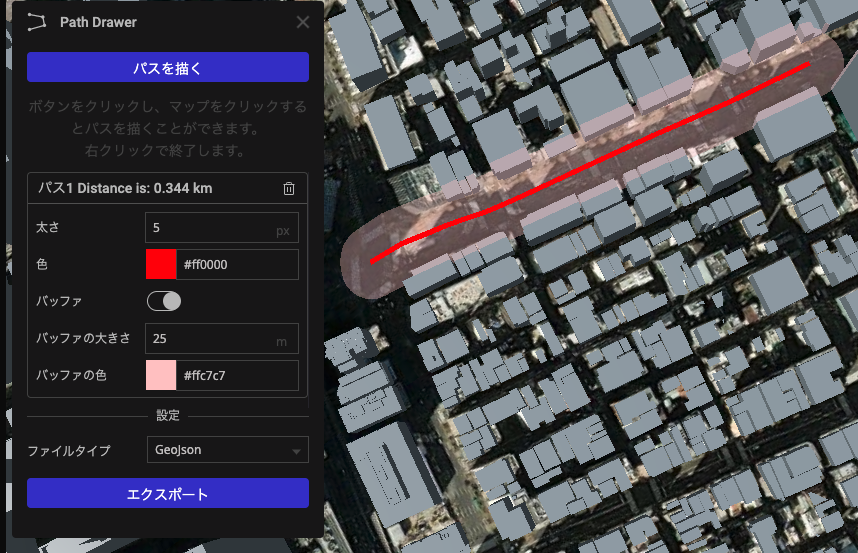 Path Drawer
パスを描く
ボタンをクリックし、マップをクリックする
とパスを描くことができます。
右クリックで終了します。
パス1 Distance is: 0.344 km
太さ
5
px
色
#ff0000
バッファ
バッファの大きさ
25
m
バッファの色
#ffc7c7
設定
ファイルタイプ
GeoJson
エクスポート